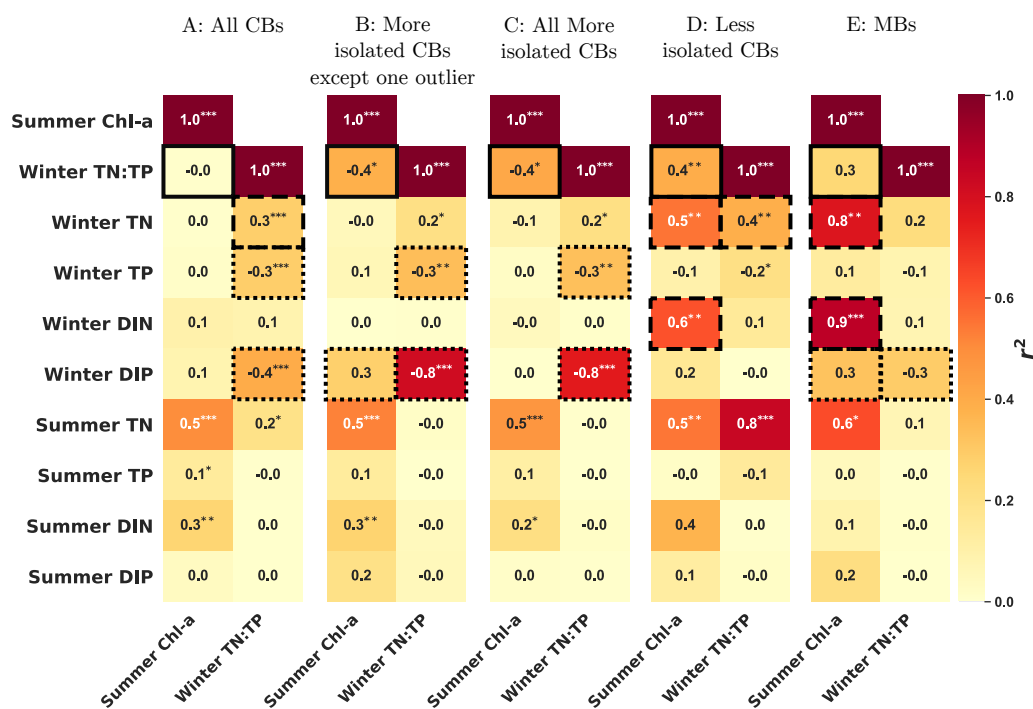 A: All CBs
B: More
isolated CBs
except one outlier
C: All More
isolated CBs
D: Less
isolated CBs
E: MBs
Summer Chl-a 1.0*** 1.0*** 1.0*** 1.0*** 1.0***
Winter TN:TP -0.0 1.0*** -0.4* 1.0*** -0.4* 1.0*** 0.4** 1.0*** 0.3 1.0***
Winter TN 0.0 0.3*** -0.0 0.2* -0.1 0.2* 0.5** 0.4** 0.8** 0.2
Winter TP 0.0 -0.3*** 0.1 -0.3** 0.0 -0.3** -0.1 -0.2* 0.1 -0.1
Winter DIN 0.1 0.1 0.0 0.0 -0.0 0.0 0.6** 0.1 0.9*** 0.1
Winter DIP 0.1 -0.4*** 0.3 -0.8*** 0.0 -0.8*** 0.2 -0.0 0.3 -0.3
Summer TN 0.5*** 0.2* 0.5*** -0.0 0.5*** -0.0 0.5** 0.8*** 0.6* 0.1
Summer TP 0.1* -0.0 0.1 -0.0 0.1 -0.0 -0.0 -0.1 0.0 -0.0
Summer DIN 0.3** 0.0 0.3** -0.0 0.2* -0.0 0.4 0.0 0.1 -0.0
Summer DIP 0.0 0.0 0.2 -0.0 0.0 0.0 0.1 -0.0 0.2 -0.0
Summer Chl-a
Winter TN:TP
Summer Chl-a
Winter TN:TP
Summer Chl-a
Winter TN:TP
Summer Chl-a
Winter TN:TP
Summer Chl-a
Winter TN:TP
1.0
0.8
0.6
0.4
0.2
0.0
r²